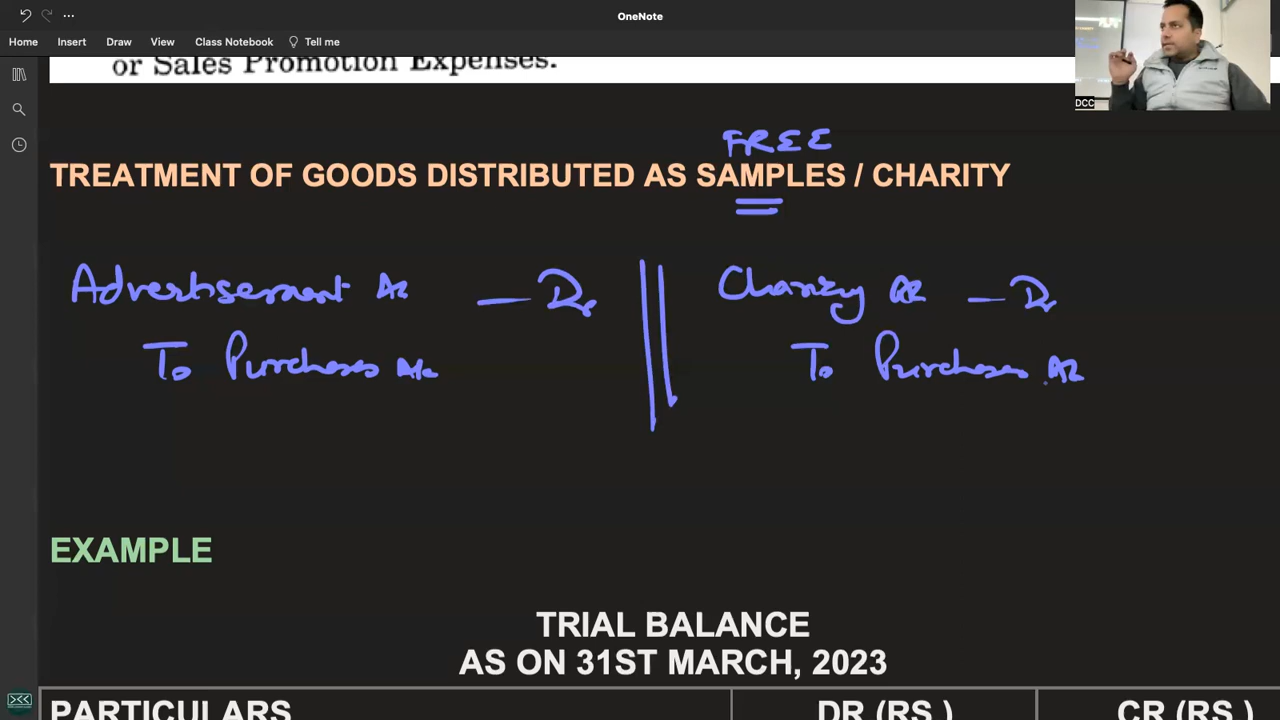 OneNote
Home Insert Draw View Class Notebook Tell me
or Sales Promotion Expenses.
DCC
FREE
TREATMENT OF GOODS DISTRIBUTED AS SAMPLES / CHARITY
Advertisement A/c — Dr
To Purchases A/c
Charity A/c — Dr
To Purchases A/c
EXAMPLE
TRIAL BALANCE
AS ON 31ST MARCH, 2023
PARTICULARS DR (RS.) CR (RS.)